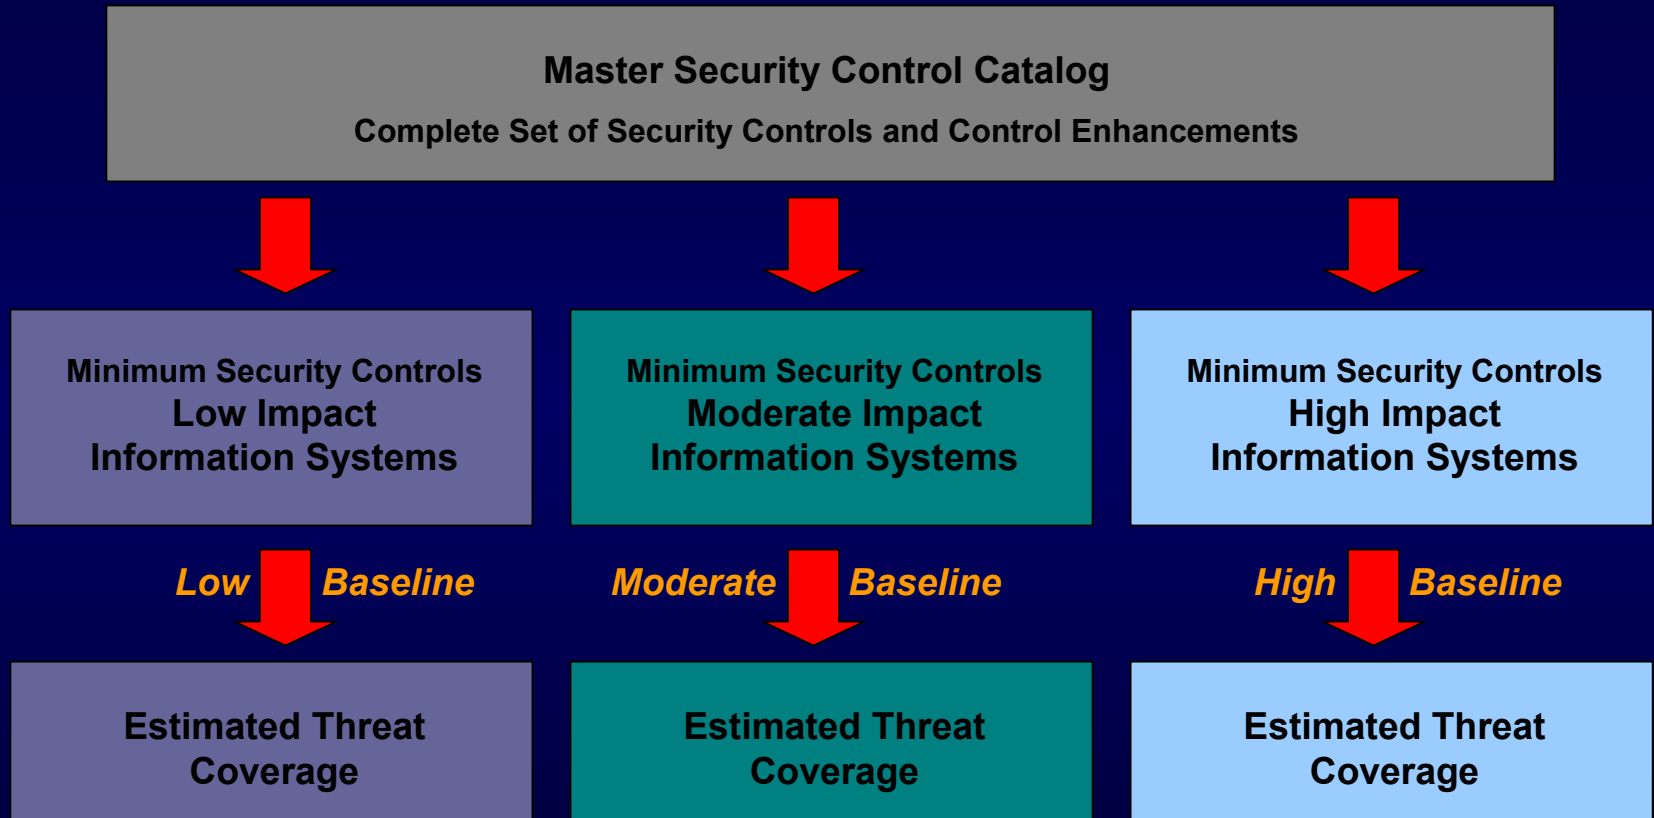 Master Security Control Catalog
Complete Set of Security Controls and Control Enhancements
Minimum Security Controls
Low Impact
Information Systems
Minimum Security Controls
Moderate Impact
Information Systems
Minimum Security Controls
High Impact
Information Systems
Low Baseline
Moderate Baseline
High Baseline
Estimated Threat
Coverage
Estimated Threat
Coverage
Estimated Threat
Coverage